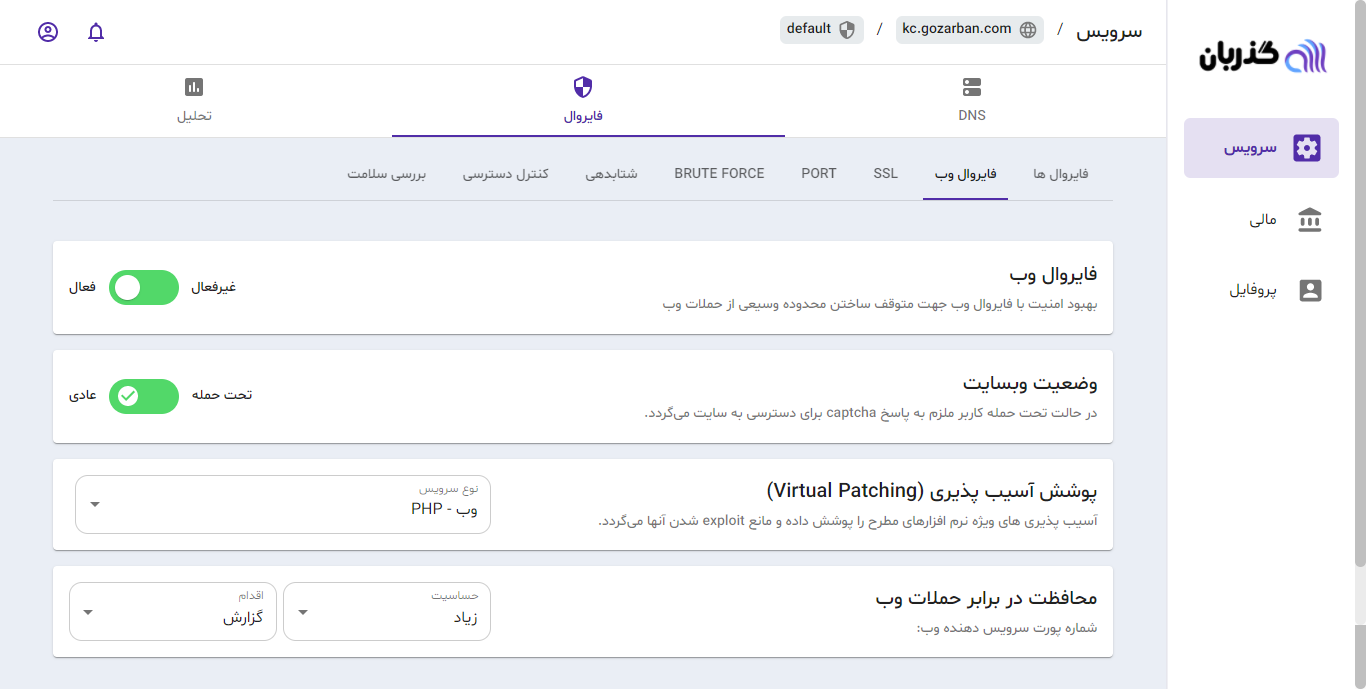 گذربان
سرویس
مالی
پروفایل
سرویس / kc.gozarban.com / default
DNS
فایروال
تحلیل
فایروال ها
فایروال وب
SSL
PORT
BRUTE FORCE
شتابدهی
کنترل دسترسی
بررسی سلامت
فایروال وب
بهبود امنیت با فایروال وب جهت متوقف ساختن محدوده وسیعی از حملات وب
غیرفعال
فعال
وضعیت وبسایت
در حالت تحت حمله کاربر ملزم به پاسخ captcha برای دسترسی به سایت می‌گردد.
تحت حمله
عادی
پوشش آسیب پذیری (Virtual Patching)
آسیب پذیری های ویژه نرم افزارهای مطرح را پوشش داده و مانع exploit شدن آنها می‌گردد.
نوع سرویس
وب - PHP
محافظت در برابر حملات وب
شماره پورت سرویس دهنده وب:
حساسیت
زیاد
اقدام
گزارش